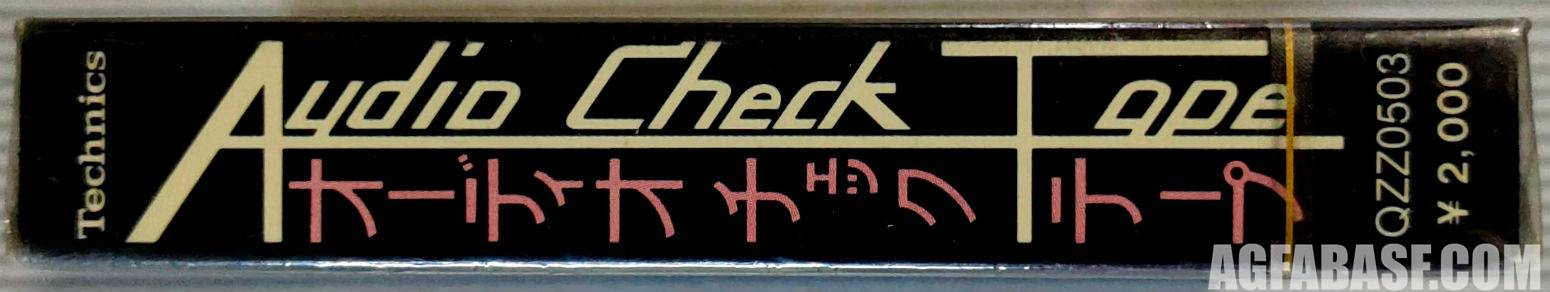 Technics
Audio Check Tape
オーディオチェックテープ
QZZ0503
¥2,000
AGFABASF.COM